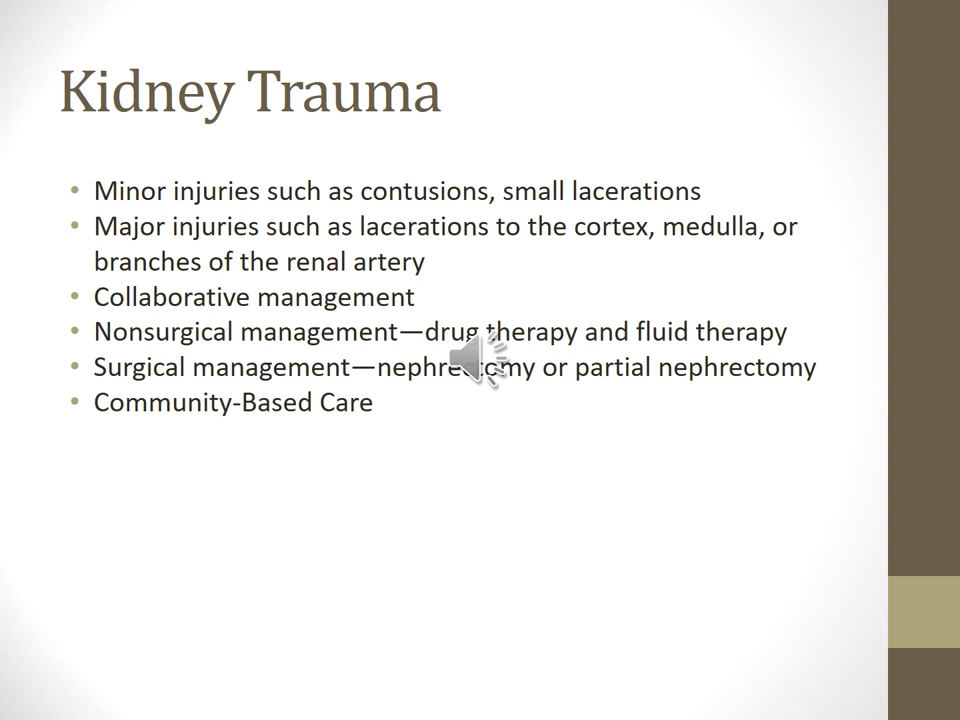 Kidney Trauma
• Minor injuries such as contusions, small lacerations
• Major injuries such as lacerations to the cortex, medulla, or
branches of the renal artery
• Collaborative management
• Nonsurgical management—drug therapy and fluid therapy
• Surgical management—nephrectomy or partial nephrectomy
• Community-Based Care